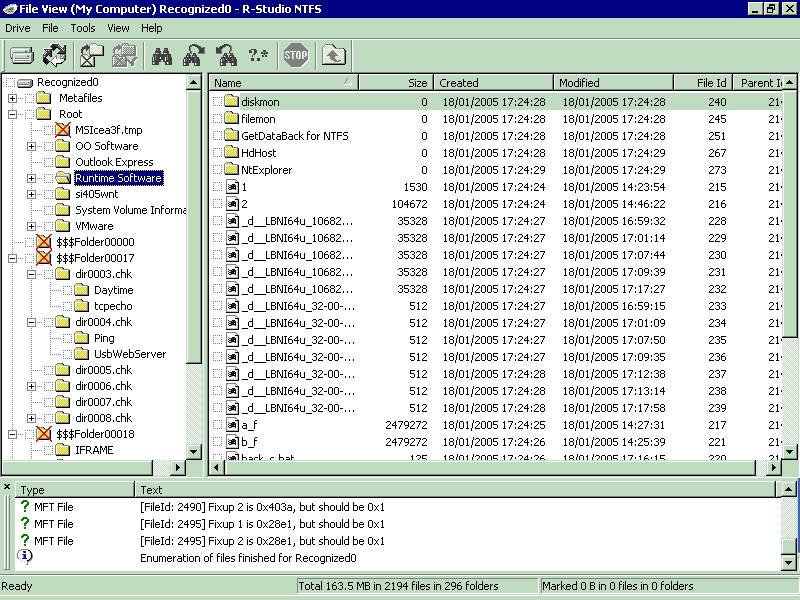 File View (My Computer) Recognized0 - R-Studio NTFS
Drive File Tools View Help
?.* STOP
Recognized0
Metafiles
Root
MSIcea3f.tmp
OO Software
Outlook Express
Runtime Software
si405wnt
System Volume Informa
VMware
$$$Folder00000
$$$Folder00017
dir0003.chk
Daytime
tcpecho
dir0004.chk
Ping
UsbWebServer
dir0005.chk
dir0006.chk
dir0007.chk
dir0008.chk
$$$Folder00018
IFRAME
Name Size Created Modified File Id Parent I
diskmon 0 18/01/2005 17:24:28 18/01/2005 17:24:28 240 21
filemon 0 18/01/2005 17:24:28 18/01/2005 17:24:28 245 21
GetDataBack for NTFS 0 18/01/2005 17:24:28 18/01/2005 17:24:28 251 21
HdHost 0 18/01/2005 17:24:29 18/01/2005 17:24:29 267 21
NtExplorer 0 18/01/2005 17:24:29 18/01/2005 17:24:29 273 21
1 1530 18/01/2005 17:24:24 18/01/2005 14:23:54 215 21
2 104672 18/01/2005 17:24:24 18/01/2005 14:46:22 216 21
_d__LBNI64u_10682... 35328 18/01/2005 17:24:27 18/01/2005 16:59:32 228 21
_d__LBNI64u_10682... 35328 18/01/2005 17:24:27 18/01/2005 17:01:14 229 21
_d__LBNI64u_10682... 35328 18/01/2005 17:24:27 18/01/2005 17:07:44 230 21
_d__LBNI64u_10682... 35328 18/01/2005 17:24:27 18/01/2005 17:09:39 231 21
_d__LBNI64u_10682... 35328 18/01/2005 17:24:27 18/01/2005 17:17:27 232 21
_d__LBNI64u_32-00-... 512 18/01/2005 17:24:27 18/01/2005 16:59:15 233 21
_d__LBNI64u_32-00-... 512 18/01/2005 17:24:27 18/01/2005 17:01:09 234 21
_d__LBNI64u_32-00-... 512 18/01/2005 17:24:27 18/01/2005 17:07:50 235 21
_d__LBNI64u_32-00-... 512 18/01/2005 17:24:27 18/01/2005 17:09:35 236 21
_d__LBNI64u_32-00-... 512 18/01/2005 17:24:28 18/01/2005 17:12:38 237 21
_d__LBNI64u_32-00-... 512 18/01/2005 17:24:28 18/01/2005 17:13:14 238 21
_d__LBNI64u_32-00-... 512 18/01/2005 17:24:28 18/01/2005 17:17:58 239 21
a_f 2479272 18/01/2005 17:24:25 18/01/2005 14:27:31 217 21
b_f 2479272 18/01/2005 17:24:26 18/01/2005 14:25:39 221 21
back_c.bat 125 18/01/2005 17:24:26 18/01/2005 17:16:15 220 21
Type Text
? MFT File [FileId: 2490] Fixup 2 is 0x403a, but should be 0x1
? MFT File [FileId: 2495] Fixup 1 is 0x28e1, but should be 0x1
? MFT File [FileId: 2495] Fixup 2 is 0x28e1, but should be 0x1
Enumeration of files finished for Recognized0
Ready Total 163.5 MB in 2194 files in 296 folders Marked 0 B in 0 files in 0 folders